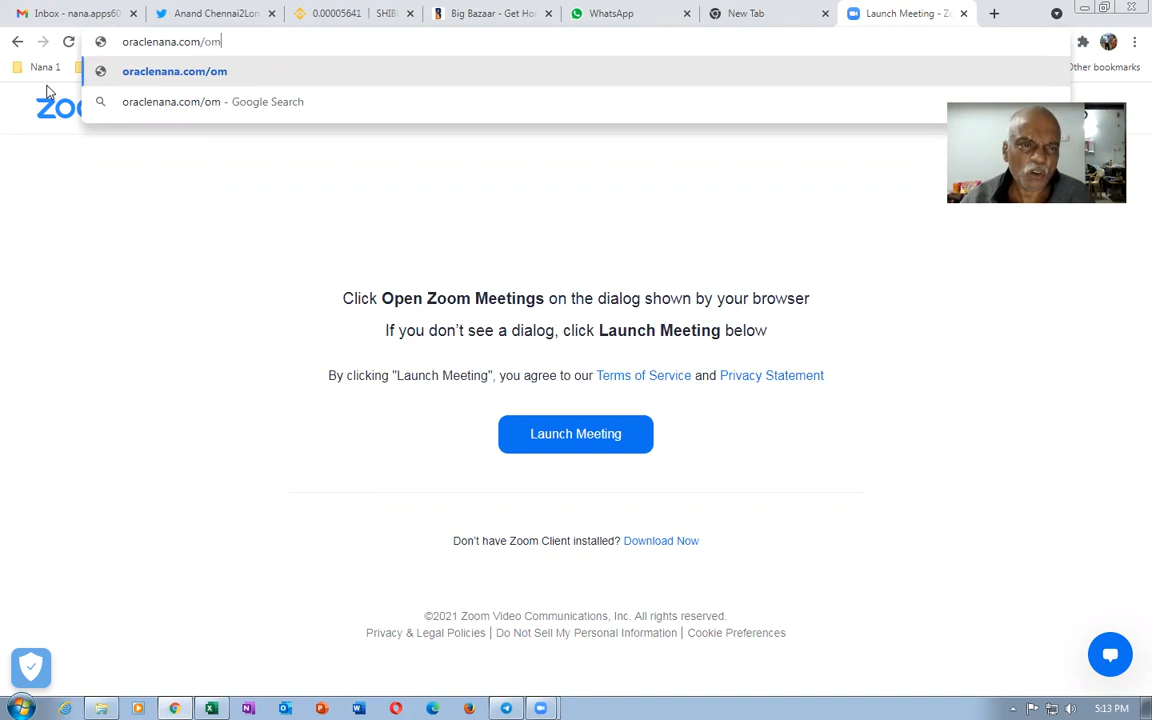 Inbox - nana.apps60
Anand Chennai2Lon
0.00005641 | SHIB
Big Bazaar - Get Ho
WhatsApp
New Tab
Launch Meeting - Zo
oraclenana.com/om
Nana 1
Other bookmarks
oraclenana.com/om
oraclenana.com/om - Google Search
zo
Click Open Zoom Meetings on the dialog shown by your browser
If you don't see a dialog, click Launch Meeting below
By clicking "Launch Meeting", you agree to our Terms of Service and Privacy Statement
Launch Meeting
Don't have Zoom Client installed? Download Now
©2021 Zoom Video Communications, Inc. All rights reserved.
Privacy & Legal Policies | Do Not Sell My Personal Information | Cookie Preferences
5:13 PM